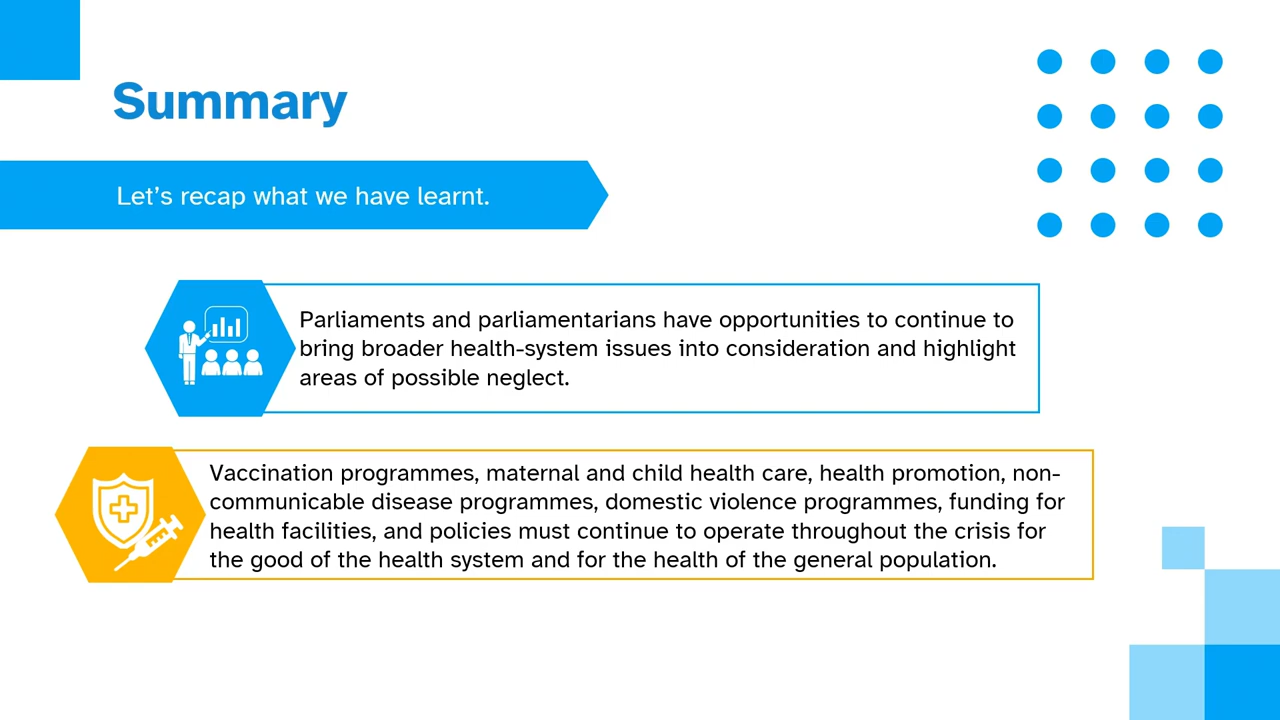 Summary
Let’s recap what we have learnt.
Parliaments and parliamentarians have opportunities to continue to
bring broader health-system issues into consideration and highlight
areas of possible neglect.
Vaccination programmes, maternal and child health care, health promotion, non-
communicable disease programmes, domestic violence programmes, funding for
health facilities, and policies must continue to operate throughout the crisis for
the good of the health system and for the health of the general population.